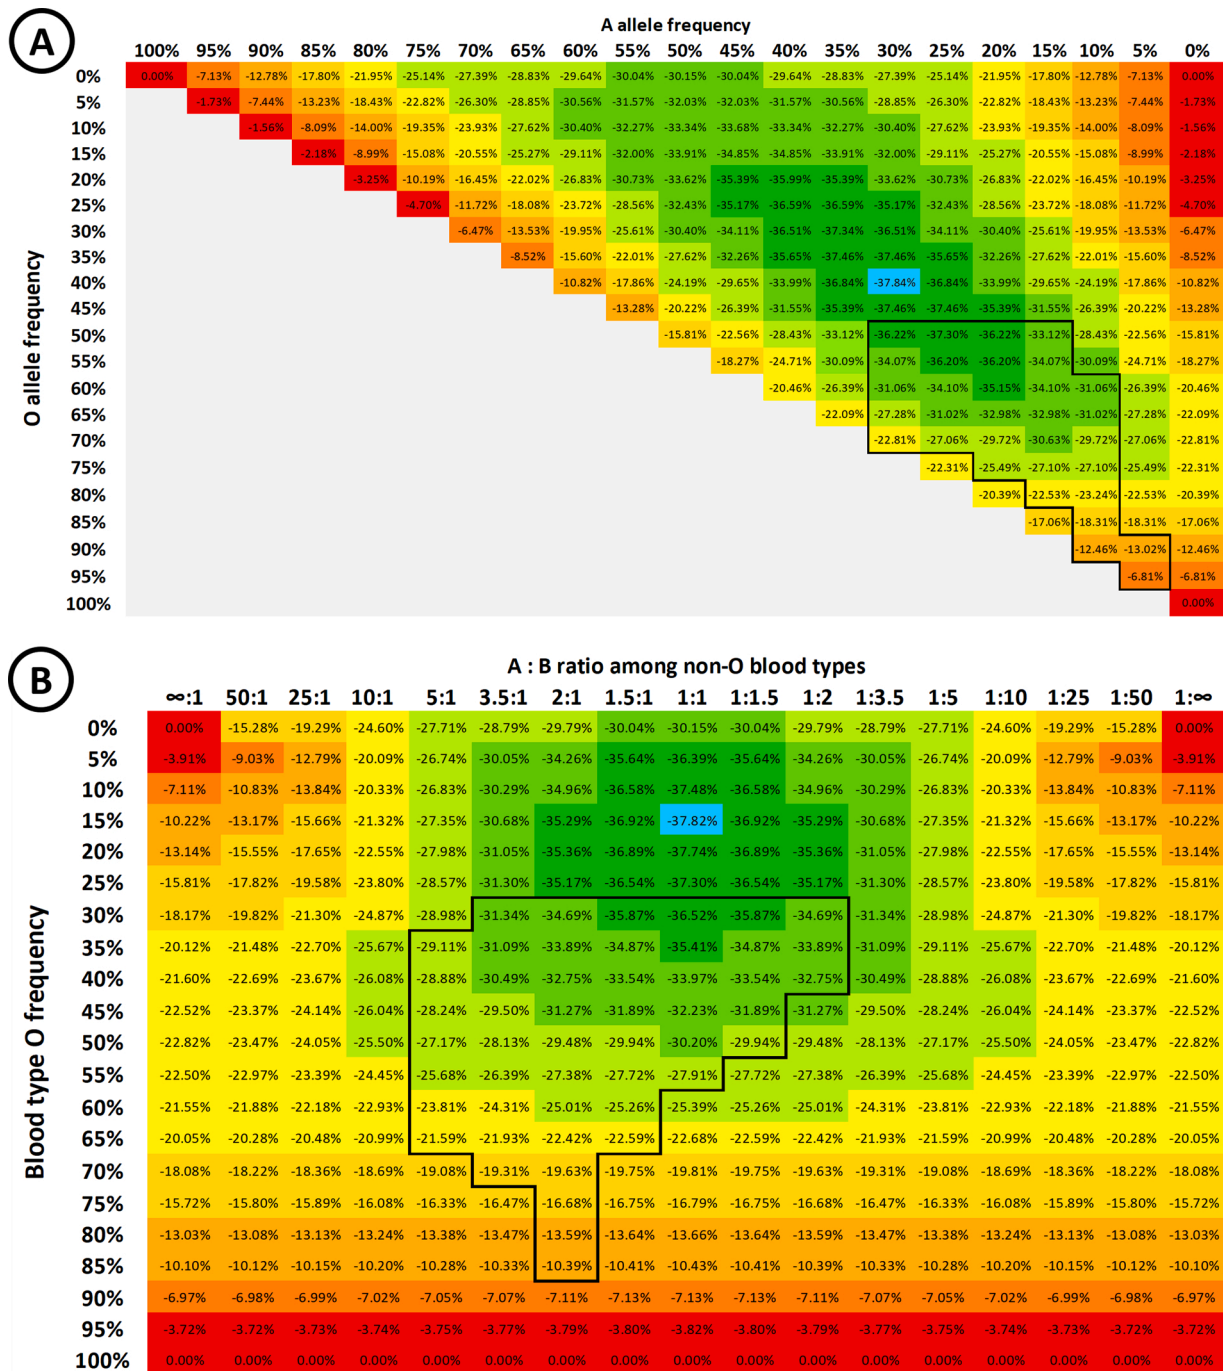 A
A allele frequency
100% 95% 90% 85% 80% 75% 70% 65% 60% 55% 50% 45% 40% 35% 30% 25% 20% 15% 10% 5% 0%
O allele frequency
0% 0.00% -7.13% -12.78% -17.80% -21.95% -25.14% -27.39% -28.83% -29.64% -30.04% -30.15% -30.04% -29.64% -28.83% -27.39% -25.14% -21.95% -17.80% -12.78% -7.13% 0.00%
5% -1.73% -7.44% -13.23% -18.43% -22.82% -26.30% -28.85% -30.56% -31.57% -32.03% -32.03% -31.57% -30.56% -28.85% -26.30% -22.82% -18.43% -13.23% -7.44% -1.73%
10% -1.56% -8.09% -14.00% -19.35% -23.93% -27.62% -30.40% -32.27% -33.34% -33.68% -33.34% -32.27% -30.40% -27.62% -23.93% -19.35% -14.00% -8.09% -1.56%
15% -2.18% -8.99% -15.08% -20.55% -25.27% -29.11% -32.00% -33.91% -34.85% -34.85% -33.91% -32.00% -29.11% -25.27% -20.55% -15.08% -8.99% -2.18%
20% -3.25% -10.19% -16.45% -22.02% -26.83% -30.73% -33.62% -35.39% -35.99% -35.39% -33.62% -30.73% -26.83% -22.02% -16.45% -10.19% -3.25%
25% -4.70% -11.72% -18.08% -23.72% -28.56% -32.43% -35.17% -36.59% -36.59% -35.17% -32.43% -28.56% -23.72% -18.08% -11.72% -4.70%
30% -6.47% -13.53% -19.95% -25.61% -30.40% -34.11% -36.51% -37.34% -36.51% -34.11% -30.40% -25.61% -19.95% -13.53% -6.47%
35% -8.52% -15.60% -22.01% -27.62% -32.26% -35.65% -37.46% -37.46% -35.65% -32.26% -27.62% -22.01% -15.60% -8.52%
40% -10.82% -17.86% -24.19% -29.65% -33.99% -36.84% -37.84% -36.84% -33.99% -29.65% -24.19% -17.86% -10.82%
45% -13.28% -20.22% -26.39% -31.55% -35.39% -37.46% -37.46% -35.39% -31.55% -26.39% -20.22% -13.28%
50% -15.81% -22.56% -28.43% -33.12% -36.22% -37.30% -36.22% -33.12% -28.43% -22.56% -15.81%
55% -18.27% -24.71% -30.09% -34.07% -36.20% -36.20% -34.07% -30.09% -24.71% -18.27%
60% -20.46% -26.39% -31.06% -34.10% -35.15% -34.10% -31.06% -26.39% -20.46%
65% -22.09% -27.28% -31.02% -32.98% -32.98% -31.02% -27.28% -22.09%
70% -22.81% -27.06% -29.72% -30.63% -29.72% -27.06% -22.81%
75% -22.31% -25.49% -27.10% -27.10% -25.49% -22.31%
80% -20.39% -22.53% -23.24% -22.53% -20.39%
85% -17.06% -18.31% -18.31% -17.06%
90% -12.46% -13.02% -12.46%
95% -6.81% -6.81%
100% 0.00%
B
A : B ratio among non-O blood types
∞:1 50:1 25:1 10:1 5:1 3.5:1 2:1 1.5:1 1:1 1:1.5 1:2 1:3.5 1:5 1:10 1:25 1:50 1:∞
Blood type O frequency
0% 0.00% -15.28% -19.29% -24.60% -27.71% -28.79% -29.79% -30.04% -30.15% -30.04% -29.79% -28.79% -27.71% -24.60% -19.29% -15.28% 0.00%
5% -3.91% -9.03% -12.79% -20.09% -26.74% -30.05% -34.26% -35.64% -36.39% -35.64% -34.26% -30.05% -26.74% -20.09% -12.79% -9.03% -3.91%
10% -7.11% -10.83% -13.84% -20.33% -26.83% -30.29% -34.96% -36.58% -37.48% -36.58% -34.96% -30.29% -26.83% -20.33% -13.84% -10.83% -7.11%
15% -10.22% -13.17% -15.66% -21.32% -27.35% -30.68% -35.29% -36.92% -37.82% -36.92% -35.29% -30.68% -27.35% -21.32% -15.66% -13.17% -10.22%
20% -13.14% -15.55% -17.65% -22.55% -27.98% -31.05% -35.36% -36.89% -37.74% -36.89% -35.36% -31.05% -27.98% -22.55% -17.65% -15.55% -13.14%
25% -15.81% -17.82% -19.58% -23.80% -28.57% -31.30% -35.17% -36.54% -37.30% -36.54% -35.17% -31.30% -28.57% -23.80% -19.58% -17.82% -15.81%
30% -18.17% -19.82% -21.30% -24.87% -28.98% -31.34% -34.69% -35.87% -36.52% -35.87% -34.69% -31.34% -28.98% -24.87% -21.30% -19.82% -18.17%
35% -20.12% -21.48% -22.70% -25.67% -29.11% -31.09% -33.89% -34.87% -35.41% -34.87% -33.89% -31.09% -29.11% -25.67% -22.70% -21.48% -20.12%
40% -21.60% -22.69% -23.67% -26.08% -28.88% -30.49% -32.75% -33.54% -33.97% -33.54% -32.75% -30.49% -28.88% -26.08% -23.67% -22.69% -21.60%
45% -22.52% -23.37% -24.14% -26.04% -28.24% -29.50% -31.27% -31.89% -32.23% -31.89% -31.27% -29.50% -28.24% -26.04% -24.14% -23.37% -22.52%
50% -22.82% -23.47% -24.05% -25.50% -27.17% -28.13% -29.48% -29.94% -30.20% -29.94% -29.48% -28.13% -27.17% -25.50% -24.05% -23.47% -22.82%
55% -22.50% -22.97% -23.39% -24.45% -25.68% -26.39% -27.38% -27.72% -27.91% -27.72% -27.38% -26.39% -25.68% -24.45% -23.39% -22.97% -22.50%
60% -21.55% -21.88% -22.18% -22.93% -23.81% -24.31% -25.01% -25.26% -25.39% -25.26% -25.01% -24.31% -23.81% -22.93% -22.18% -21.88% -21.55%
65% -20.05% -20.28% -20.48% -20.99% -21.59% -21.93% -22.42% -22.59% -22.68% -22.59% -22.42% -21.93% -21.59% -20.99% -20.48% -20.28% -20.05%
70% -18.08% -18.22% -18.36% -18.69% -19.08% -19.31% -19.63% -19.75% -19.81% -19.75% -19.63% -19.31% -19.08% -18.69% -18.36% -18.22% -18.08%
75% -15.72% -15.80% -15.89% -16.08% -16.33% -16.47% -16.68% -16.75% -16.79% -16.75% -16.68% -16.47% -16.33% -16.08% -15.89% -15.80% -15.72%
80% -13.03% -13.08% -13.13% -13.24% -13.38% -13.47% -13.59% -13.64% -13.66% -13.64% -13.59% -13.47% -13.38% -13.24% -13.13% -13.08% -13.03%
85% -10.10% -10.12% -10.15% -10.20% -10.28% -10.33% -10.39% -10.41% -10.43% -10.41% -10.39% -10.33% -10.28% -10.20% -10.15% -10.12% -10.10%
90% -6.97% -6.98% -6.99% -7.02% -7.05% -7.07% -7.11% -7.13% -7.13% -7.13% -7.11% -7.07% -7.05% -7.02% -6.99% -6.98% -6.97%
95% -3.72% -3.72% -3.73% -3.74% -3.75% -3.77% -3.79% -3.80% -3.82% -3.80% -3.79% -3.77% -3.75% -3.74% -3.73% -3.72% -3.72%
100% 0.00% 0.00% 0.00% 0.00% 0.00% 0.00% 0.00% 0.00% 0.00% 0.00% 0.00% 0.00% 0.00% 0.00% 0.00% 0.00% 0.00%